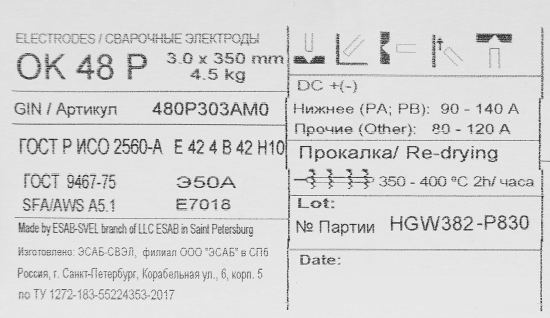 ELECTRODES / СВАРОЧНЫЕ ЭЛЕКТРОДЫ
OK 48 P 3.0 x 350 mm
4.5 kg
GIN / Артикул 480P303AM0
ГОСТ Р ИСО 2560-А E 42 4 B 42 H10
ГОСТ 9467-75 Э50А
SFA/AWS A5.1 E7018
Made by ESAB-SVEL branch of LLC ESAB in Saint Petersburg
Изготовлено: ЭСАБ-СВЭЛ, филиал ООО "ЭСАБ" в СПб
Россия, г. Санкт-Петербург, Корабельная ул., 6, корп. 5
по ТУ 1272-183-55224353-2017
DC +(-)
Нижнее (PA; PB): 90 - 140 A
Прочие (Other): 80 - 120 A
Прокалка/ Re-drying
350 - 400 ºC 2h/ часа
Lot:
№ Партии HGW382-P830
Date: